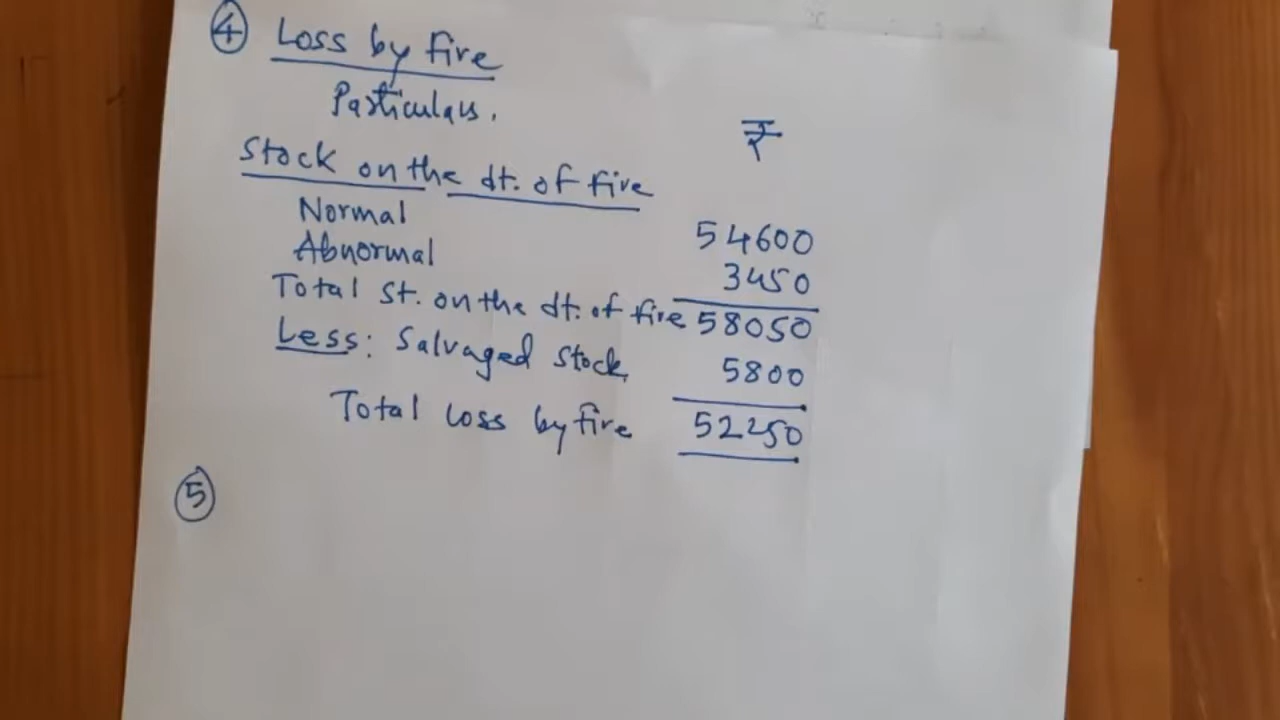 ④ Loss by fire
Particulars.
₹
Stock on the dt. of fire
Normal 54600
Abnormal 3450
Total St. on the dt. of fire 58050
Less: Salvaged Stock 5800
Total Loss by fire 52250
⑤